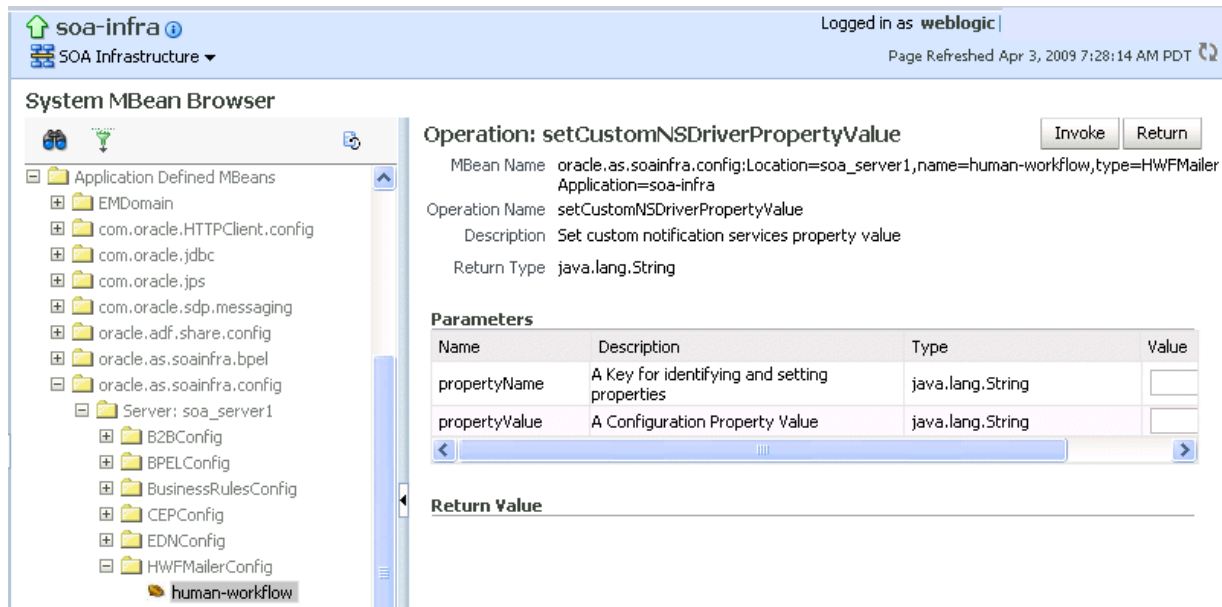 soa-infra
Logged in as weblogic|
SOA Infrastructure
Page Refreshed Apr 3, 2009 7:28:14 AM PDT
System MBean Browser
Application Defined MBeans
EMDomain
com.oracle.HTTPClient.config
com.oracle.jdbc
com.oracle.jps
com.oracle.sdp.messaging
oracle.adf.share.config
oracle.as.soainfra.bpel
oracle.as.soainfra.config
Server: soa_server1
B2BConfig
BPELConfig
BusinessRulesConfig
CEPConfig
EDNConfig
HWFMailerConfig
human-workflow
Operation: setCustomNSDriverPropertyValue
Invoke Return
MBean Name oracle.as.soainfra.config:Location=soa_server1,name=human-workflow,type=HWFMailer
Application=soa-infra
Operation Name setCustomNSDriverPropertyValue
Description Set custom notification services property value
Return Type java.lang.String
Parameters
Name Description Type Value
propertyName A Key for identifying and setting properties java.lang.String
propertyValue A Configuration Property Value java.lang.String
Return Value